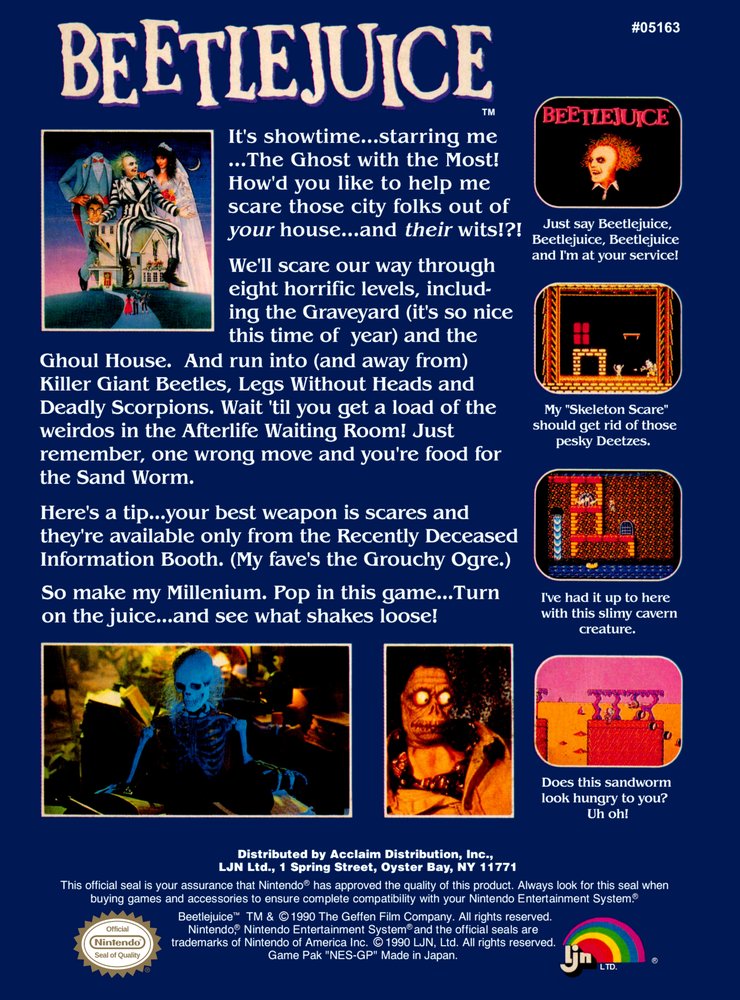 BEETLEJUICE
TM
#05163
It's showtime...starring me
...The Ghost with the Most!
How'd you like to help me
scare those city folks out of
your house...and their wits!?!
We'll scare our way through
eight horrific levels, includ-
ing the Graveyard (it's so nice
this time of year) and the
Ghoul House. And run into (and away from)
Killer Giant Beetles, Legs Without Heads and
Deadly Scorpions. Wait 'til you get a load of the
weirdos in the Afterlife Waiting Room! Just
remember, one wrong move and you're food for
the Sand Worm.
Here's a tip...your best weapon is scares and
they're available only from the Recently Deceased
Information Booth. (My fave's the Grouchy Ogre.)
So make my Millenium. Pop in this game...Turn
on the juice...and see what shakes loose!
BEETLEJUICE
Just say Beetlejuice,
Beetlejuice, Beetlejuice
and I'm at your service!
My "Skeleton Scare"
should get rid of those
pesky Deetzes.
I've had it up to here
with this slimy cavern
creature.
Does this sandworm
look hungry to you?
Uh oh!
Distributed by Acclaim Distribution, Inc.,
LJN Ltd., 1 Spring Street, Oyster Bay, NY 11771
This official seal is your assurance that Nintendo® has approved the quality of this product. Always look for this seal when
buying games and accessories to ensure complete compatibility with your Nintendo Entertainment System.®
Beetlejuice™ TM & © 1990 The Geffen Film Company. All rights reserved.
Nintendo® Nintendo Entertainment System® and the official seals are
trademarks of Nintendo of America Inc. © 1990 LJN, Ltd. All rights reserved.
Game Pak "NES-GP" Made in Japan.
Official
Nintendo
Seal of Quality
®
ljn
LTD.
®